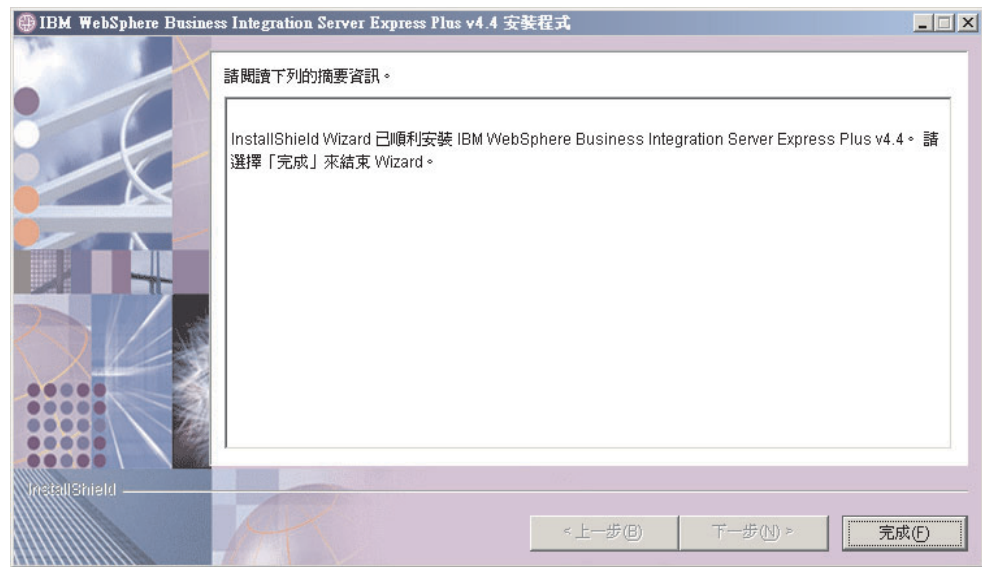 IBM WebSphere Business Integration Server Express Plus v4.4 安裝程式
請閱讀下列的摘要資訊。
InstallShield Wizard 已順利安裝 IBM WebSphere Business Integration Server Express Plus v4.4。 請
選擇「完成」來結束 Wizard。
InstallShield
< 上一步(B)
下一步(N) >
完成(F)